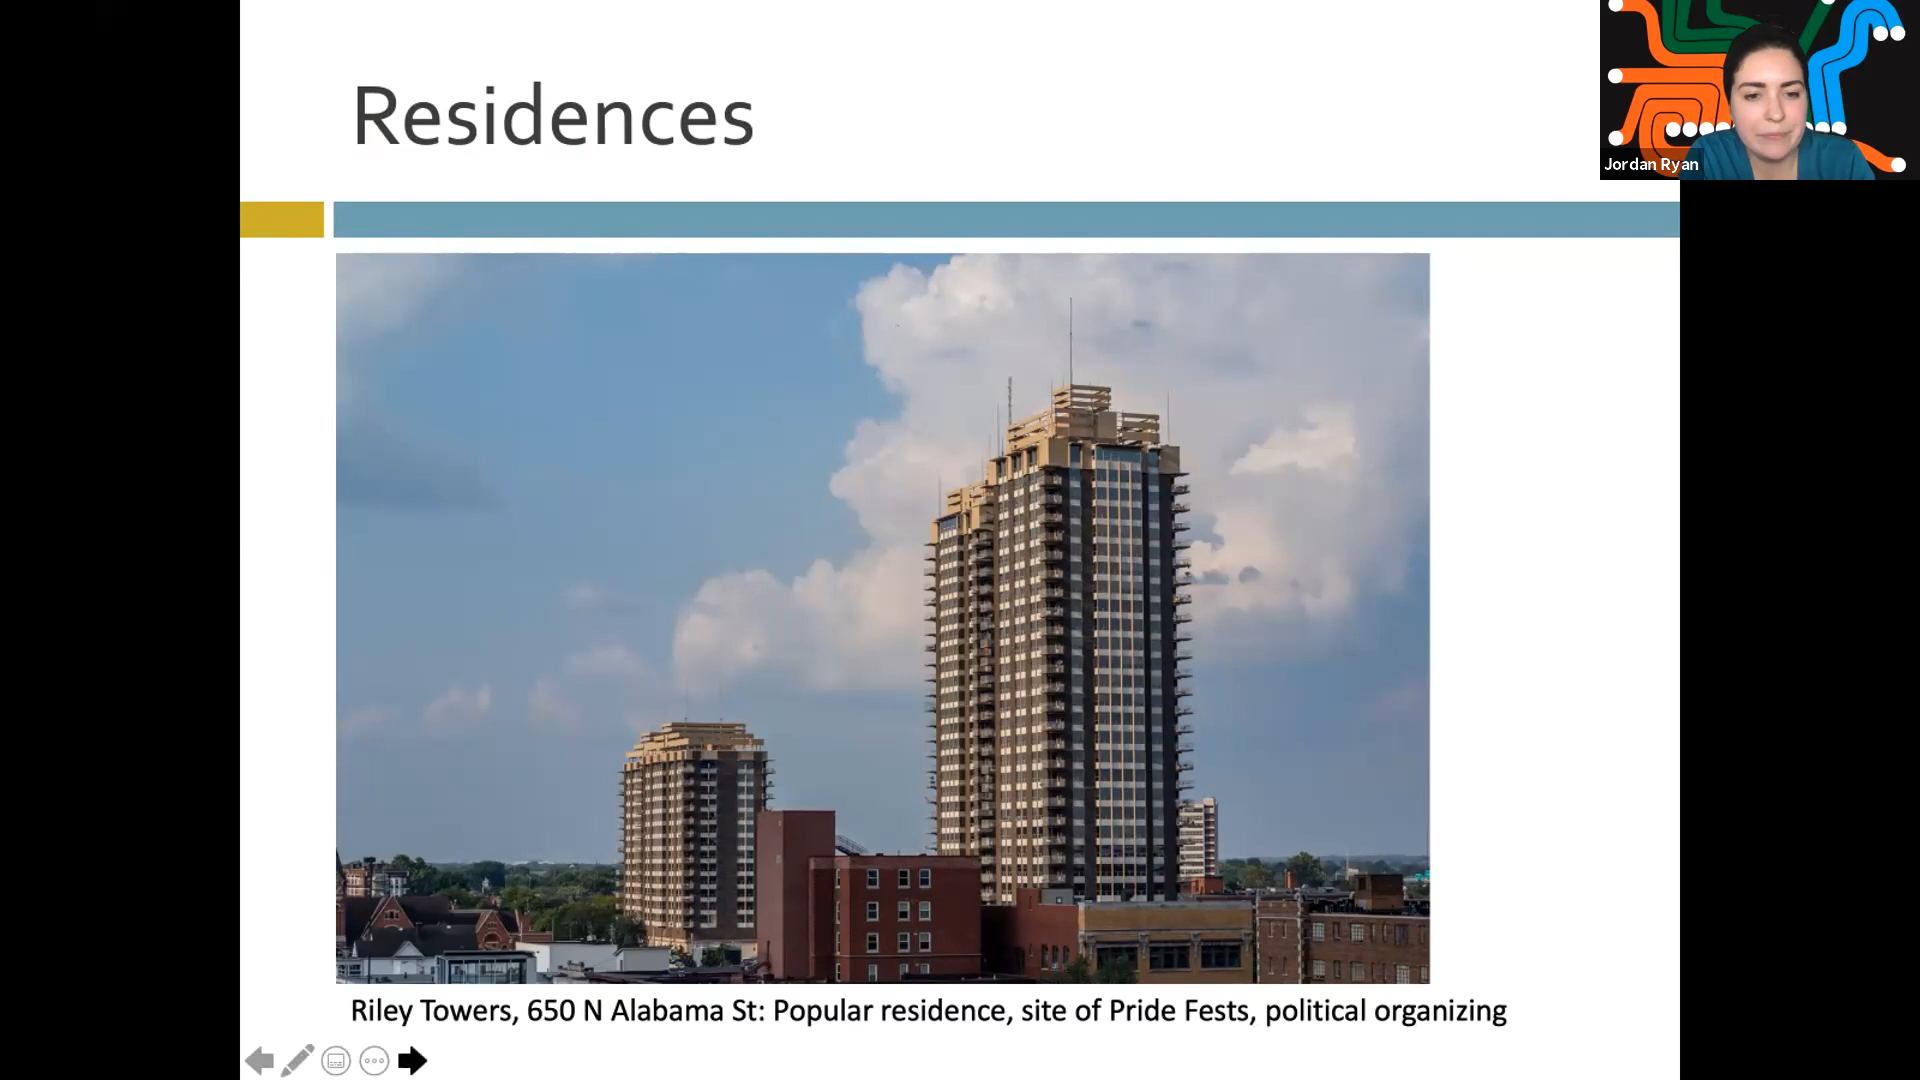 Residences
Jordan Ryan
Riley Towers, 650 N Alabama St: Popular residence, site of Pride Fests, political organizing